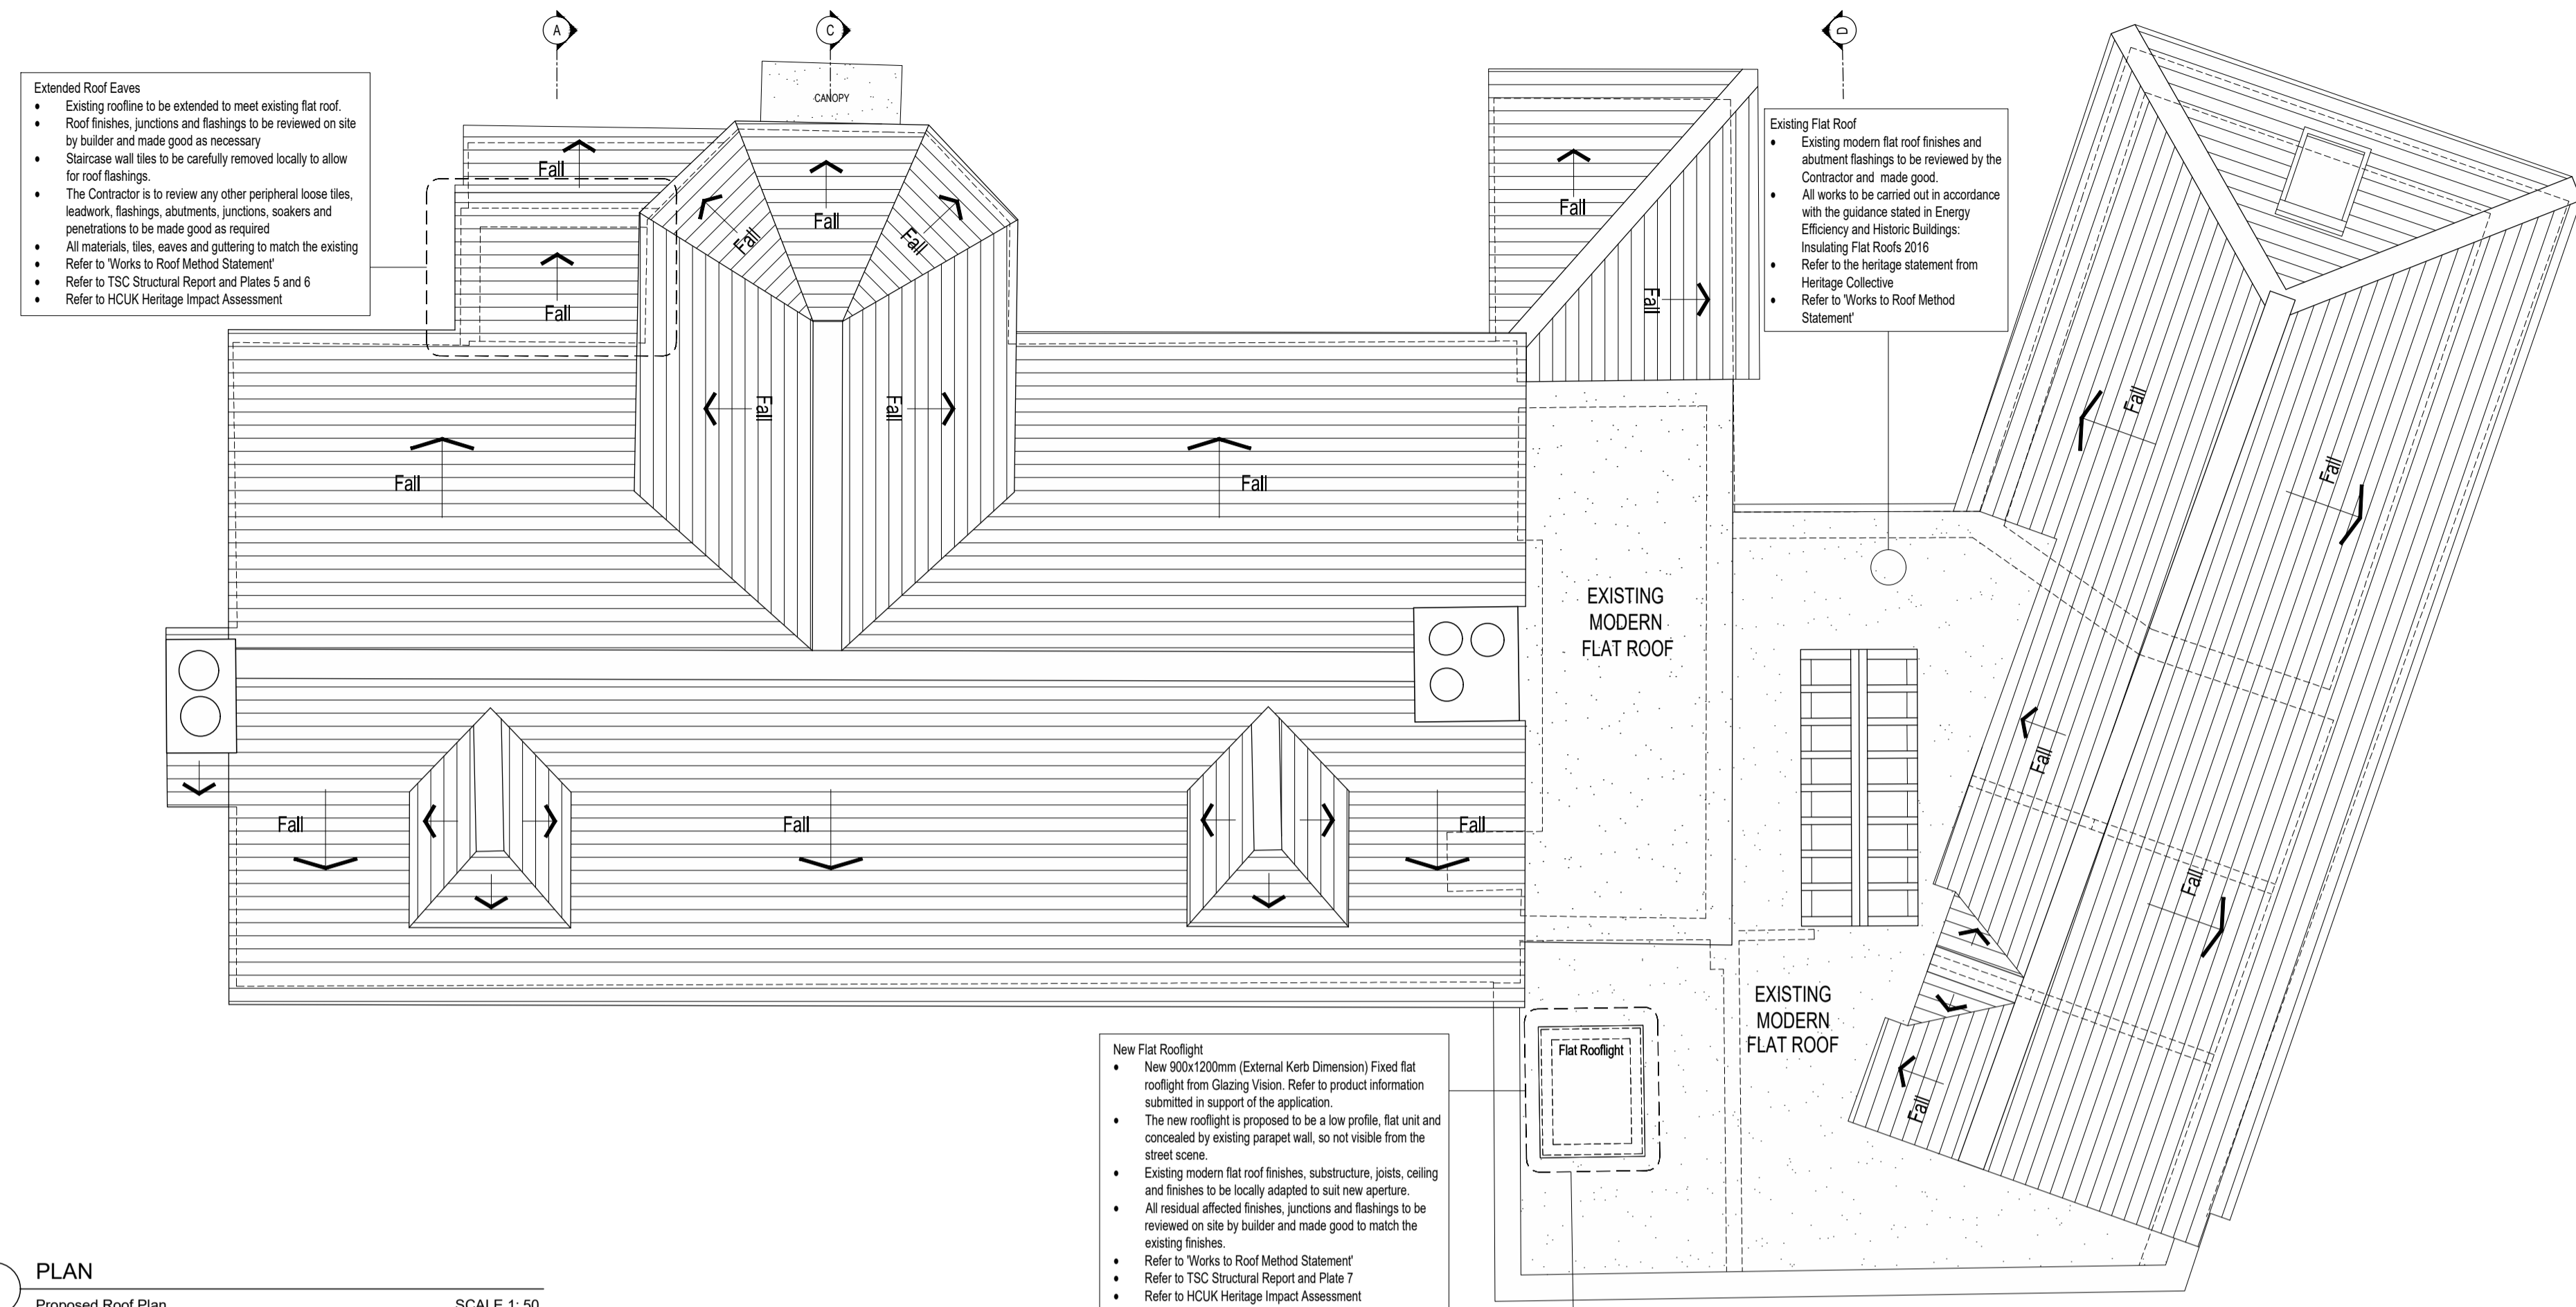 A
C
D
Extended Roof Eaves
• Existing roofline to be extended to meet existing flat roof.
• Roof finishes, junctions and flashings to be reviewed on site
by builder and made good as necessary
• Staircase wall tiles to be carefully removed locally to allow
for roof flashings.
• The Contractor is to review any other peripheral loose tiles,
leadwork, flashings, abutments, junctions, soakers and
penetrations to be made good as required
• All materials, tiles, eaves and guttering to match the existing
• Refer to 'Works to Roof Method Statement'
• Refer to TSC Structural Report and Plates 5 and 6
• Refer to HCUK Heritage Impact Assessment
CANOPY
Existing Flat Roof
• Existing modern flat roof finishes and
abutment flashings to be reviewed by the
Contractor and made good.
• All works to be carried out in accordance
with the guidance stated in Energy
Efficiency and Historic Buildings:
Insulating Flat Roofs 2016
• Refer to the heritage statement from
Heritage Collective
• Refer to 'Works to Roof Method
Statement'
Fall
Fall
Fall
Fall
Fall
Fall
Fall
Fall
Fall
Fall
Fall
Fall
Fall
Fall
EXISTING
MODERN
FLAT ROOF
Fall
Fall
Fall
Fall
Fall
EXISTING
MODERN
FLAT ROOF
Flat Rooflight
Fall
New Flat Rooflight
• New 900x1200mm (External Kerb Dimension) Fixed flat
rooflight from Glazing Vision. Refer to product information
submitted in support of the application.
• The new rooflight is proposed to be a low profile, flat unit and
concealed by existing parapet wall, so not visible from the
street scene.
• Existing modern flat roof finishes, substructure, joists, ceiling
and finishes to be locally adapted to suit new aperture.
• All residual affected finishes, junctions and flashings to be
reviewed on site by builder and made good to match the
existing finishes.
• Refer to 'Works to Roof Method Statement'
• Refer to TSC Structural Report and Plate 7
• Refer to HCUK Heritage Impact Assessment
PLAN
Proposed Roof Plan
SCALE 1: 50